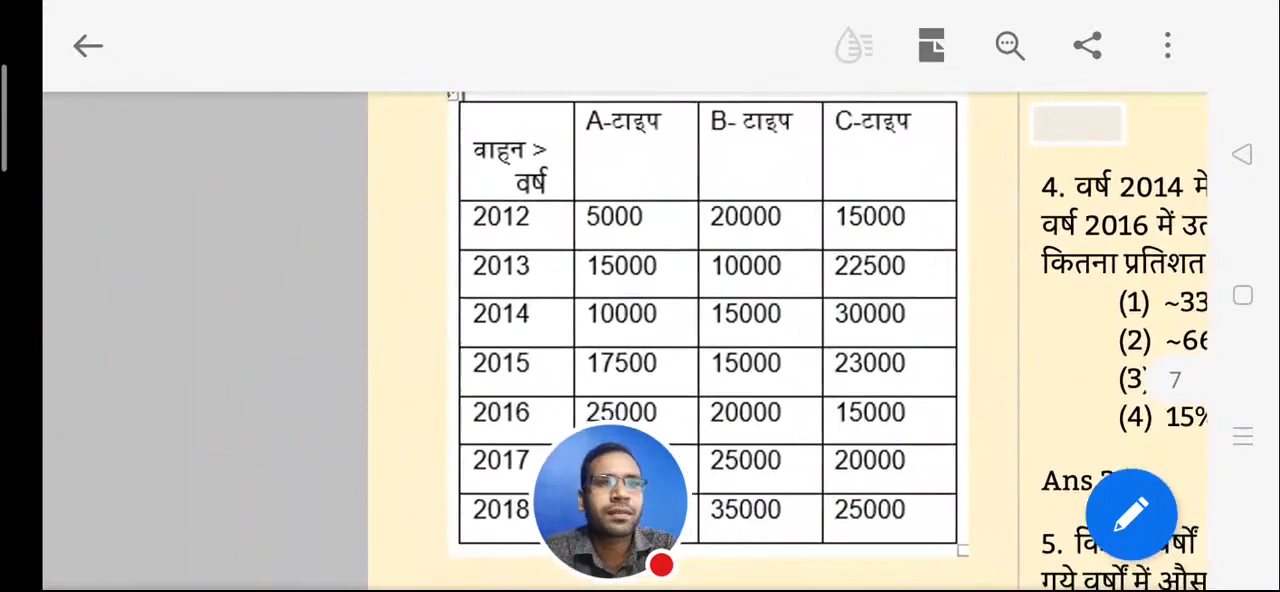 A-टाइप B- टाइप C-टाइप
वाहन >
वर्ष
2012 5000 20000 15000
2013 15000 10000 22500
2014 10000 15000 30000
2015 17500 15000 23000
2016 25000 20000 15000
2017 25000 20000
2018 35000 25000
4. वर्ष 2014 में
वर्ष 2016 में
कितना प्रतिशत
(1) ~33
(2) ~66
(3)
(4) 15%
7
Ans
5.
गये वर्षों में औस